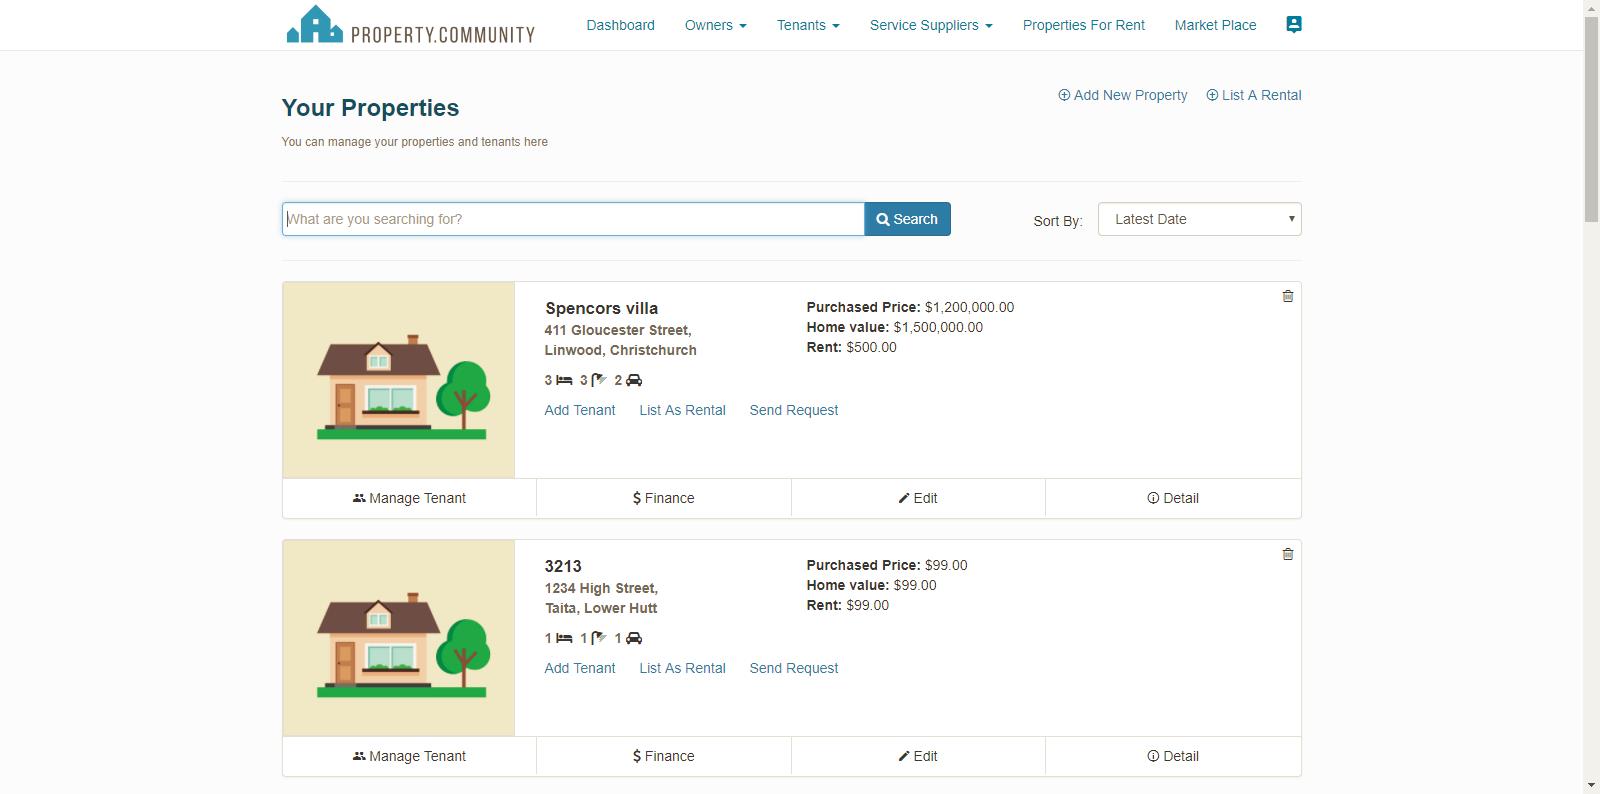 PROPERTY.COMMUNITY
Dashboard Owners Tenants Service Suppliers Properties For Rent Market Place
Your Properties
Add New Property List A Rental
You can manage your properties and tenants here
What are you searching for? Search
Sort By: Latest Date
Spencors villa
411 Gloucester Street,
Linwood, Christchurch
3 3 2
Add Tenant List As Rental Send Request
Purchased Price: $1,200,000.00
Home value: $1,500,000.00
Rent: $500.00
Manage Tenant $ Finance Edit Detail
3213
1234 High Street,
Taita, Lower Hutt
1 1 1
Add Tenant List As Rental Send Request
Purchased Price: $99.00
Home value: $99.00
Rent: $99.00
Manage Tenant $ Finance Edit Detail